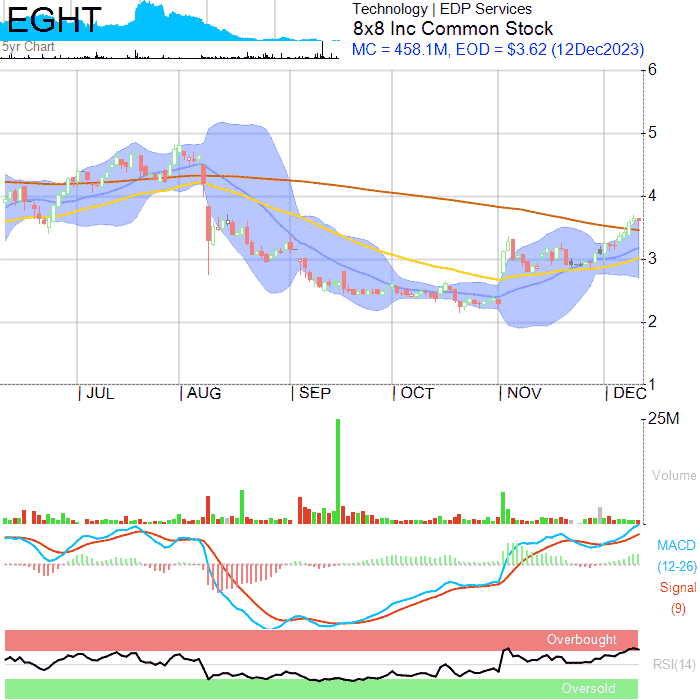 EGHT
5yr Chart
Technology | EDP Services
8x8 Inc Common Stock
MC = 458.1M, EOD = $3.62 (12Dec2023)
6
5
4
3
2
1
JUL
AUG
SEP
OCT
NOV
DEC
25M
Volume
MACD
(12-26)
Signal
(9)
Overbought
RSI(14)
Oversold